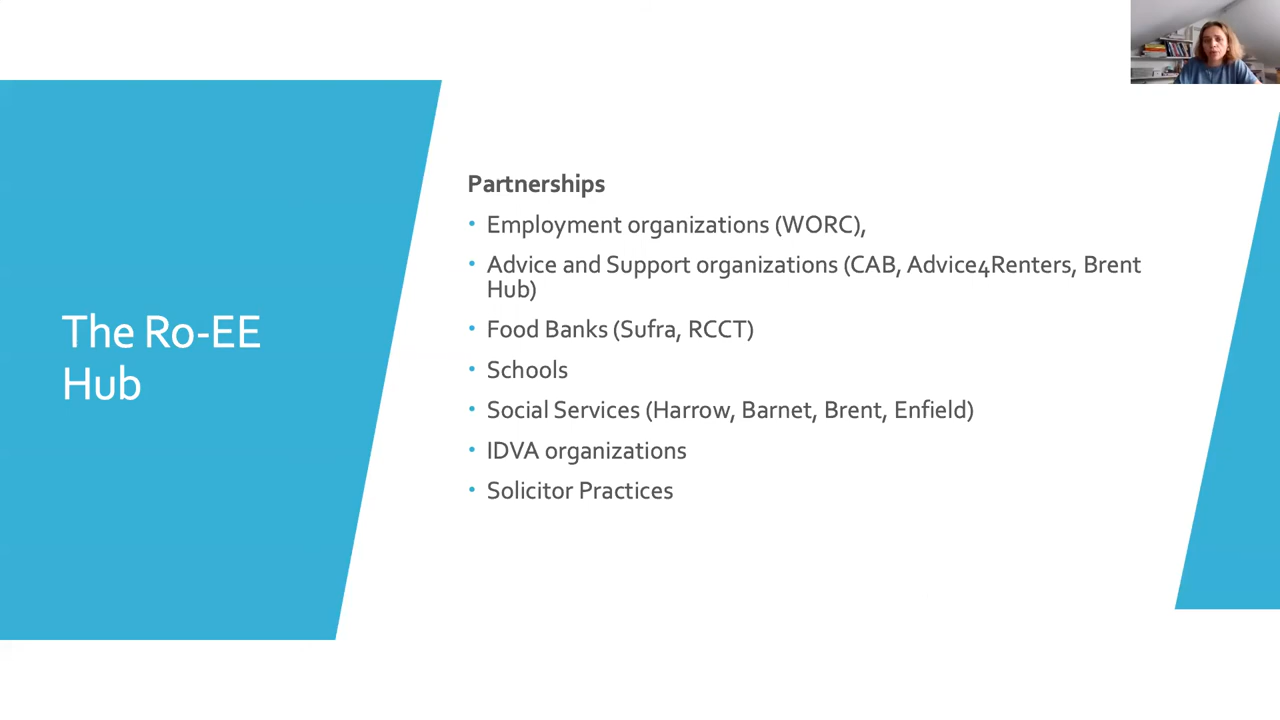 The Ro-EE
Hub
Partnerships
• Employment organizations (WORC),
• Advice and Support organizations (CAB, Advice4Renters, Brent
Hub)
• Food Banks (Sufra, RCCT)
• Schools
• Social Services (Harrow, Barnet, Brent, Enfield)
• IDVA organizations
• Solicitor Practices